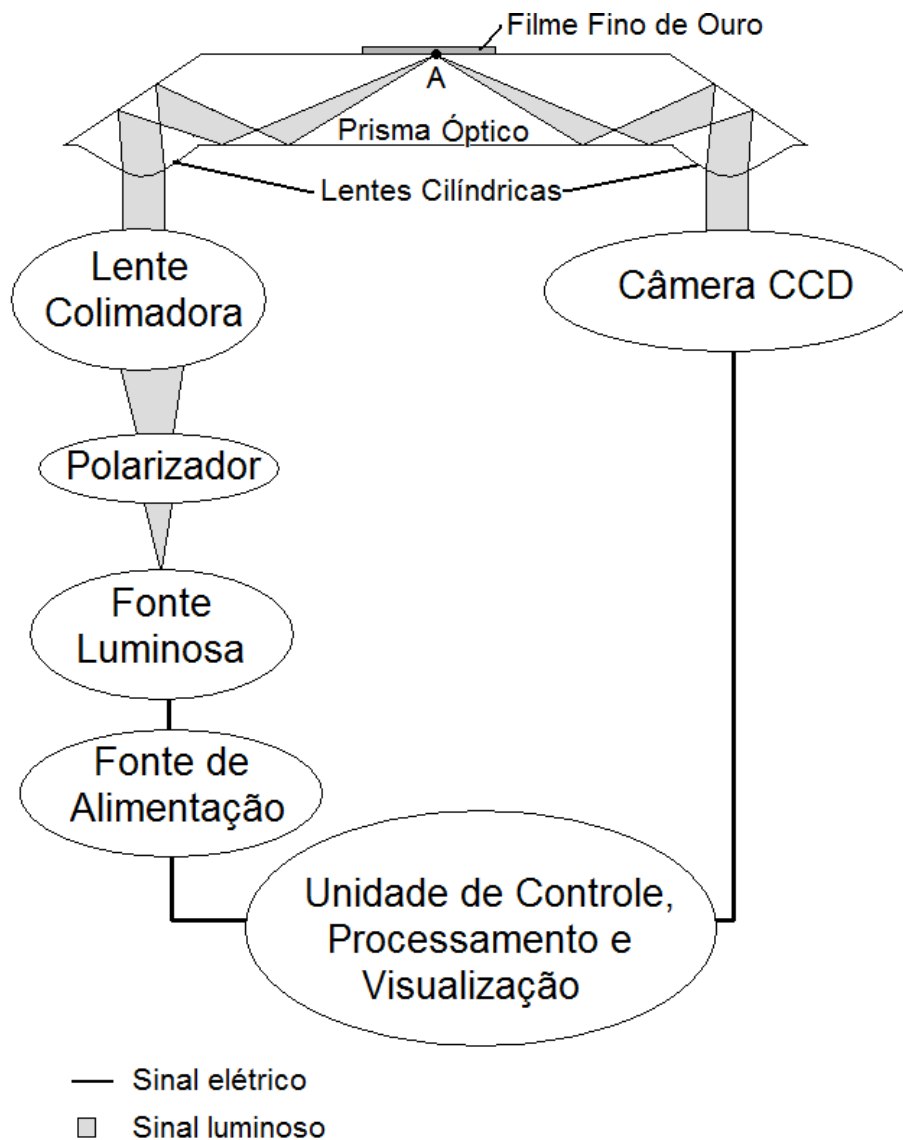 Filme Fino de Ouro
A
Prisma Óptico
Lentes Cilíndricas
Lente
Colimadora
Câmera CCD
Polarizador
Fonte
Luminosa
Fonte de
Alimentação
Unidade de Controle,
Processamento e
Visualização
Sinal elétrico
Sinal luminoso